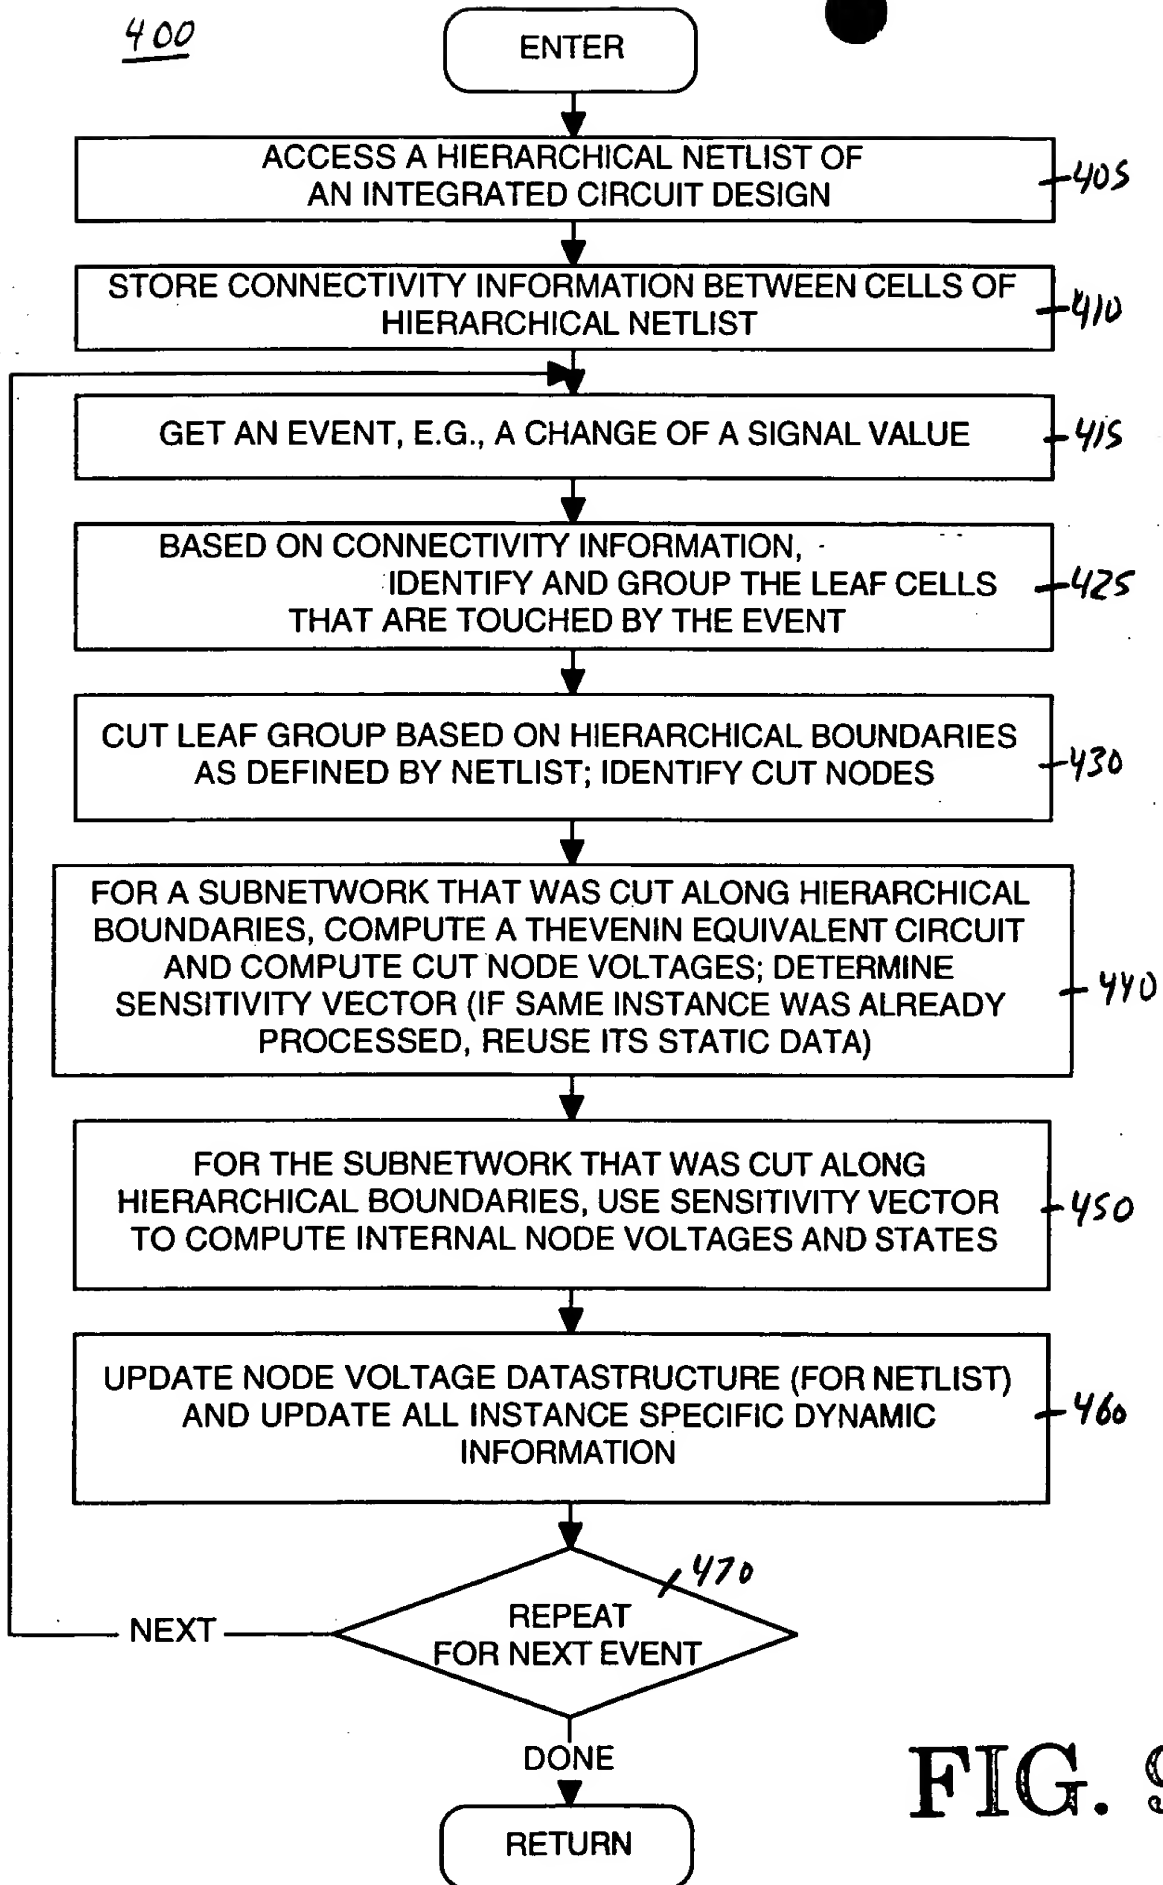 400
ENTER
ACCESS A HIERARCHICAL NETLIST OF
AN INTEGRATED CIRCUIT DESIGN
405
STORE CONNECTIVITY INFORMATION BETWEEN CELLS OF
HIERARCHICAL NETLIST
410
GET AN EVENT, E.G., A CHANGE OF A SIGNAL VALUE
415
BASED ON CONNECTIVITY INFORMATION,
IDENTIFY AND GROUP THE LEAF CELLS
THAT ARE TOUCHED BY THE EVENT
425
CUT LEAF GROUP BASED ON HIERARCHICAL BOUNDARIES
AS DEFINED BY NETLIST; IDENTIFY CUT NODES
430
FOR A SUBNETWORK THAT WAS CUT ALONG HIERARCHICAL
BOUNDARIES, COMPUTE A THEVENIN EQUIVALENT CIRCUIT
AND COMPUTE CUT NODE VOLTAGES; DETERMINE
SENSITIVITY VECTOR (IF SAME INSTANCE WAS ALREADY
PROCESSED, REUSE ITS STATIC DATA)
440
FOR THE SUBNETWORK THAT WAS CUT ALONG
HIERARCHICAL BOUNDARIES, USE SENSITIVITY VECTOR
TO COMPUTE INTERNAL NODE VOLTAGES AND STATES
450
UPDATE NODE VOLTAGE DATASTRUCTURE (FOR NETLIST)
AND UPDATE ALL INSTANCE SPECIFIC DYNAMIC
INFORMATION
460
470
REPEAT
FOR NEXT EVENT
NEXT
DONE
RETURN
FIG.